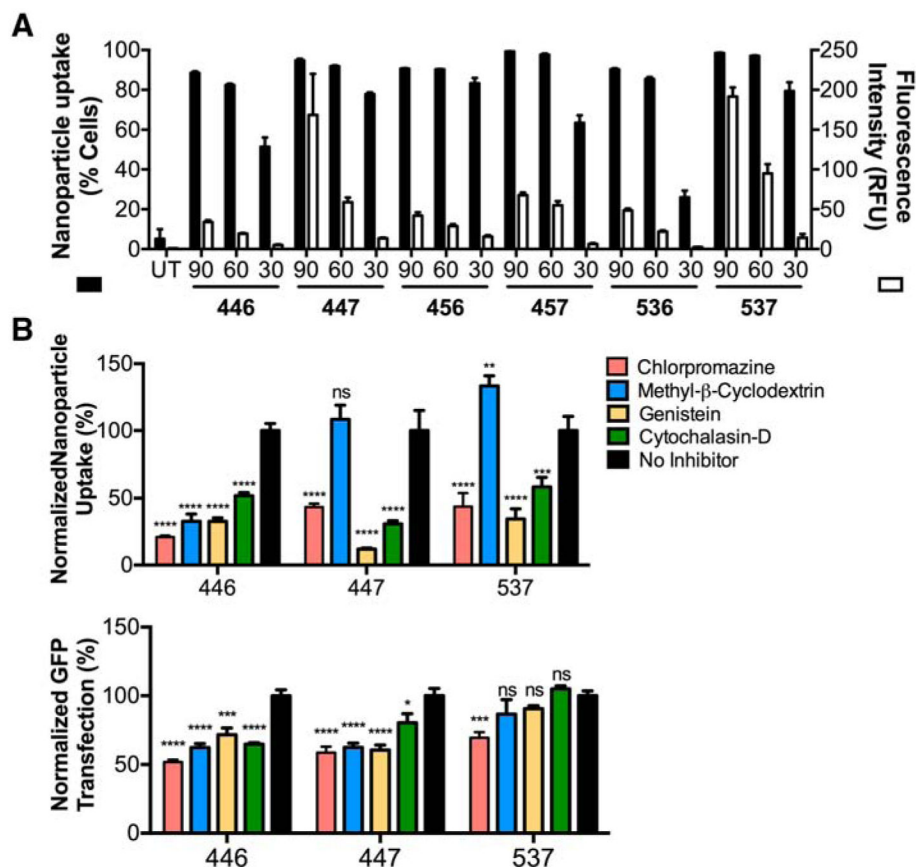 A
Nanoparticle uptake
(% Cells)
100
80
60
40
20
0
250
200
150
100
50
0
Fluorescence
Intensity (RFU)
UT 90 60 30 90 60 30 90 60 30 90 60 30 90 60 30 90 60 30
446 447 456 457 536 537
B
NormalizedNanoparticle
Uptake (%)
150
100
50
0
**** **** **** ****
**** ns **** ****
**** ** **** ***
446 447 537
Chlorpromazine
Methyl-β-Cyclodextrin
Genistein
Cytochalasin-D
No Inhibitor
Normalized GFP
Transfection (%)
150
100
50
0
**** **** *** ****
**** **** **** *
*** ns ns ns
446 447 537